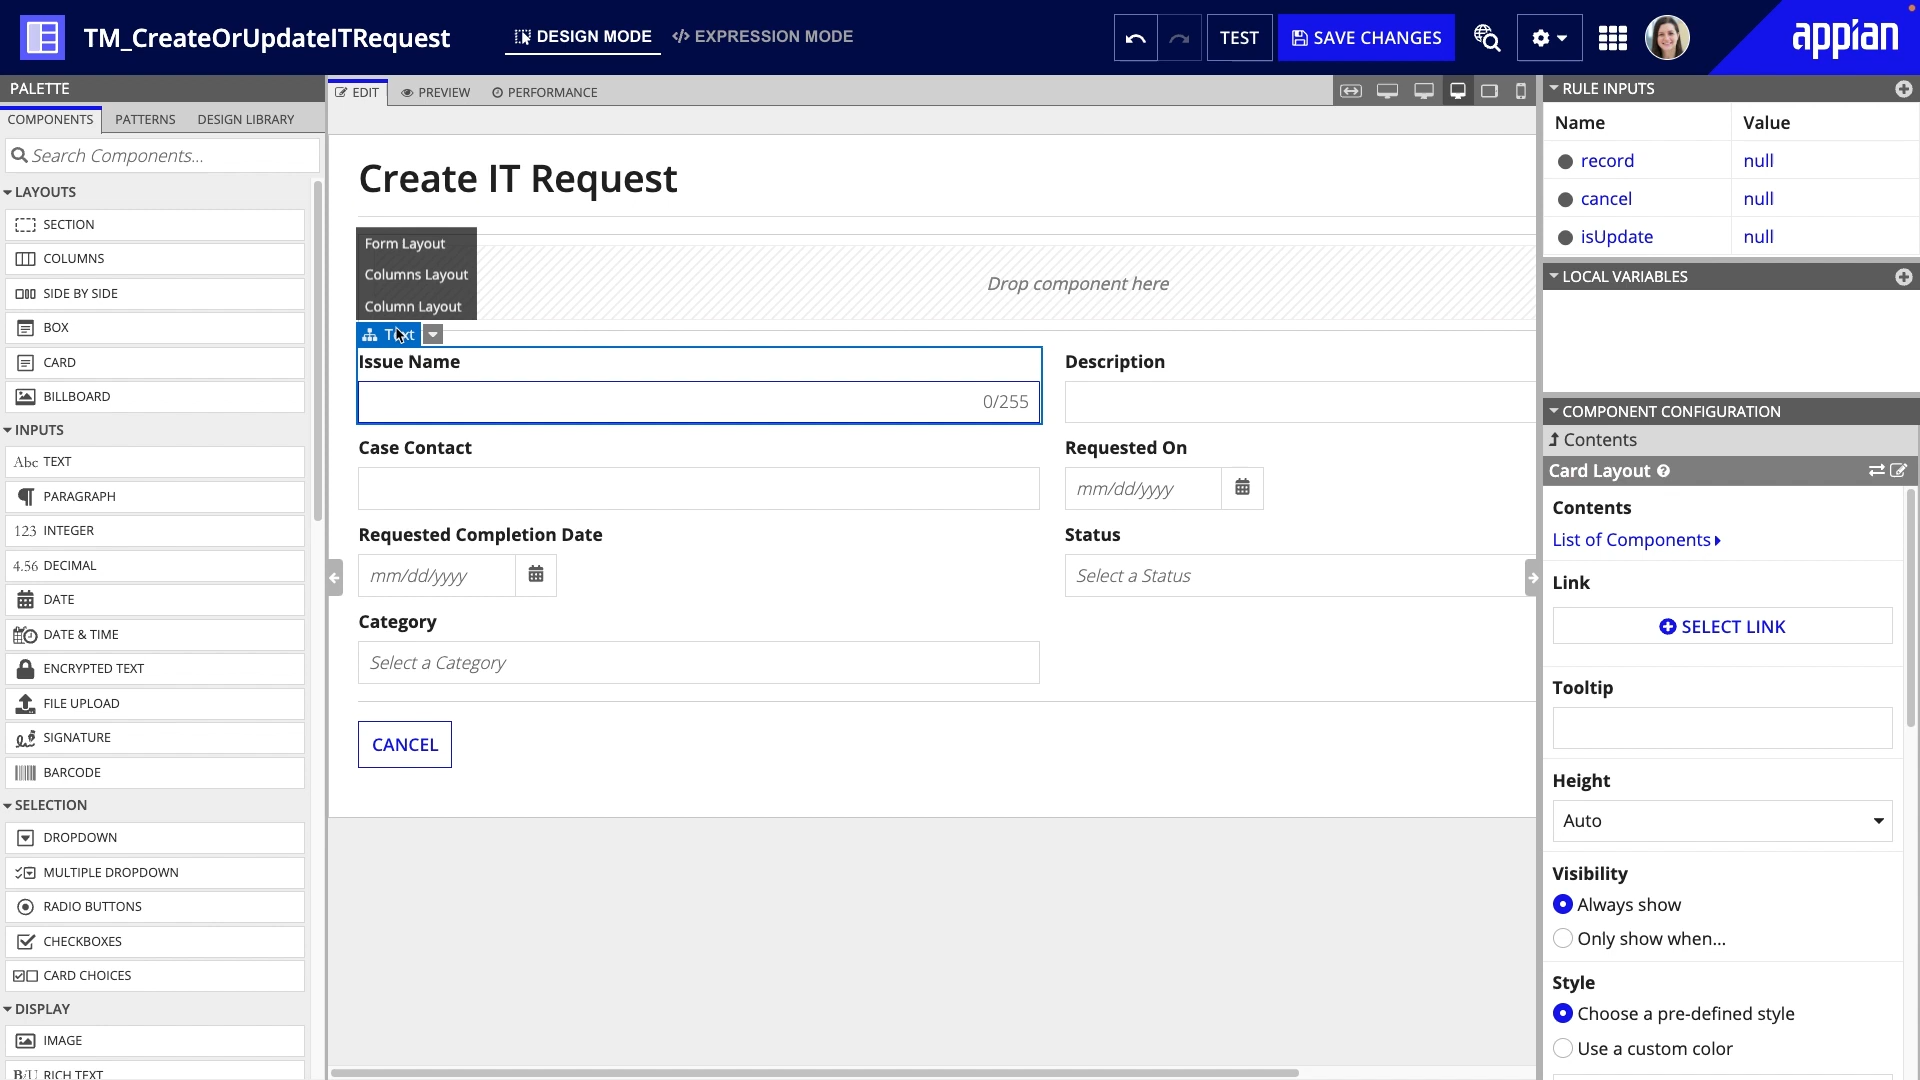 TM_CreateOrUpdateITRequest
DESIGN MODE
</> EXPRESSION MODE
TEST
SAVE CHANGES
appian
PALETTE
COMPONENTS
PATTERNS
DESIGN LIBRARY
Search Components...
LAYOUTS
SECTION
COLUMNS
SIDE BY SIDE
BOX
CARD
BILLBOARD
INPUTS
Abc TEXT
PARAGRAPH
123 INTEGER
4.56 DECIMAL
DATE
DATE & TIME
ENCRYPTED TEXT
FILE UPLOAD
SIGNATURE
BARCODE
SELECTION
DROPDOWN
MULTIPLE DROPDOWN
RADIO BUTTONS
CHECKBOXES
CARD CHOICES
DISPLAY
IMAGE
B/U RICH TEXT
EDIT
PREVIEW
PERFORMANCE
Create IT Request
Form Layout
Columns Layout
Column Layout
Drop component here
Text
Issue Name
0/255
Description
Case Contact
Requested On
mm/dd/yyyy
Requested Completion Date
mm/dd/yyyy
Status
Select a Status
Category
Select a Category
CANCEL
RULE INPUTS
Name Value
record null
cancel null
isUpdate null
LOCAL VARIABLES
COMPONENT CONFIGURATION
Contents
Card Layout
Contents
List of Components
Link
SELECT LINK
Tooltip
Height
Auto
Visibility
Always show
Only show when...
Style
Choose a pre-defined style
Use a custom color